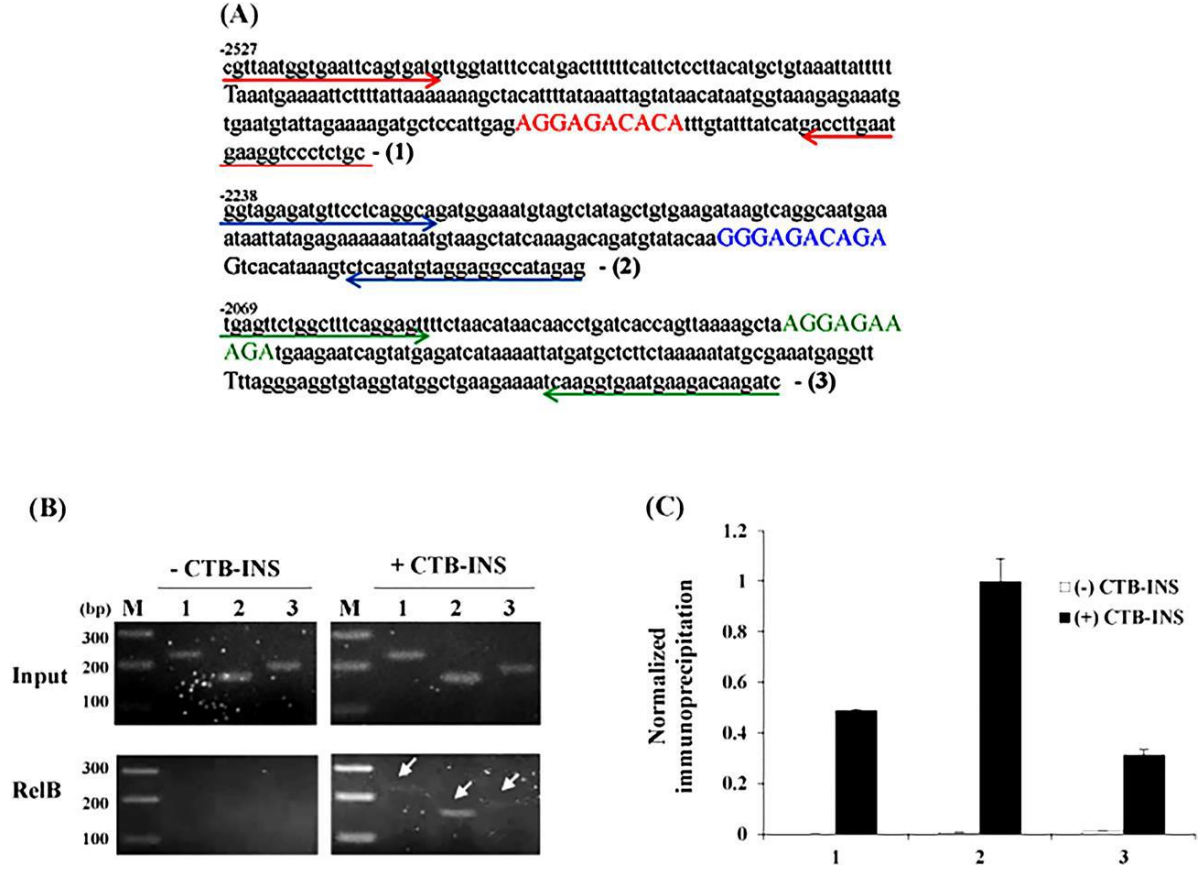 (A)
-2527
cgttaatggtgaattcagtgatgttggtatttccatgacttttttcattctccttacatgctgtaaattattttt
Taaatgaaaattcttttattaaaaaaagctacattttataaattagtataacataatggtaaagagaaatg
tgaatgtattagaaaagatgctccattgagAGGAGACACAtttgtatttatcatgaccttgaat
gaaggtccctctgc - (1)
-2238
ggtagagatgttcctcaggcagatggaaatgtagtctatagctgtgaagataagtcaggcaatgaa
ataattatagagaaaaaataatgtaagctatcaaagacagatgtatacaaGGGAGACAGA
Gtcacataaagtctcagatgtaggaggccatagag - (2)
-2069
tgagttctggctttcaggagttttctaacataacaacctgatcaccagttaaaagctaAGGAGAA
AGAtgaagaatcagtatgagatcataaaattatgatgctcttctaaaaatatgcgaaatgaggtt
Tttagggaggtgtaggtatggctgaagaaaatcaaggtgaatgaagacaagatc - (3)
(B)
- CTB-INS + CTB-INS
(bp) M 1 2 3 M 1 2 3
300
200
100
Input
300
200
100
RelB
(C)
Normalized
immunoprecipitation
1.2
1
0.8
0.6
0.4
0.2
0
1 2 3
(-) CTB-INS
(+) CTB-INS